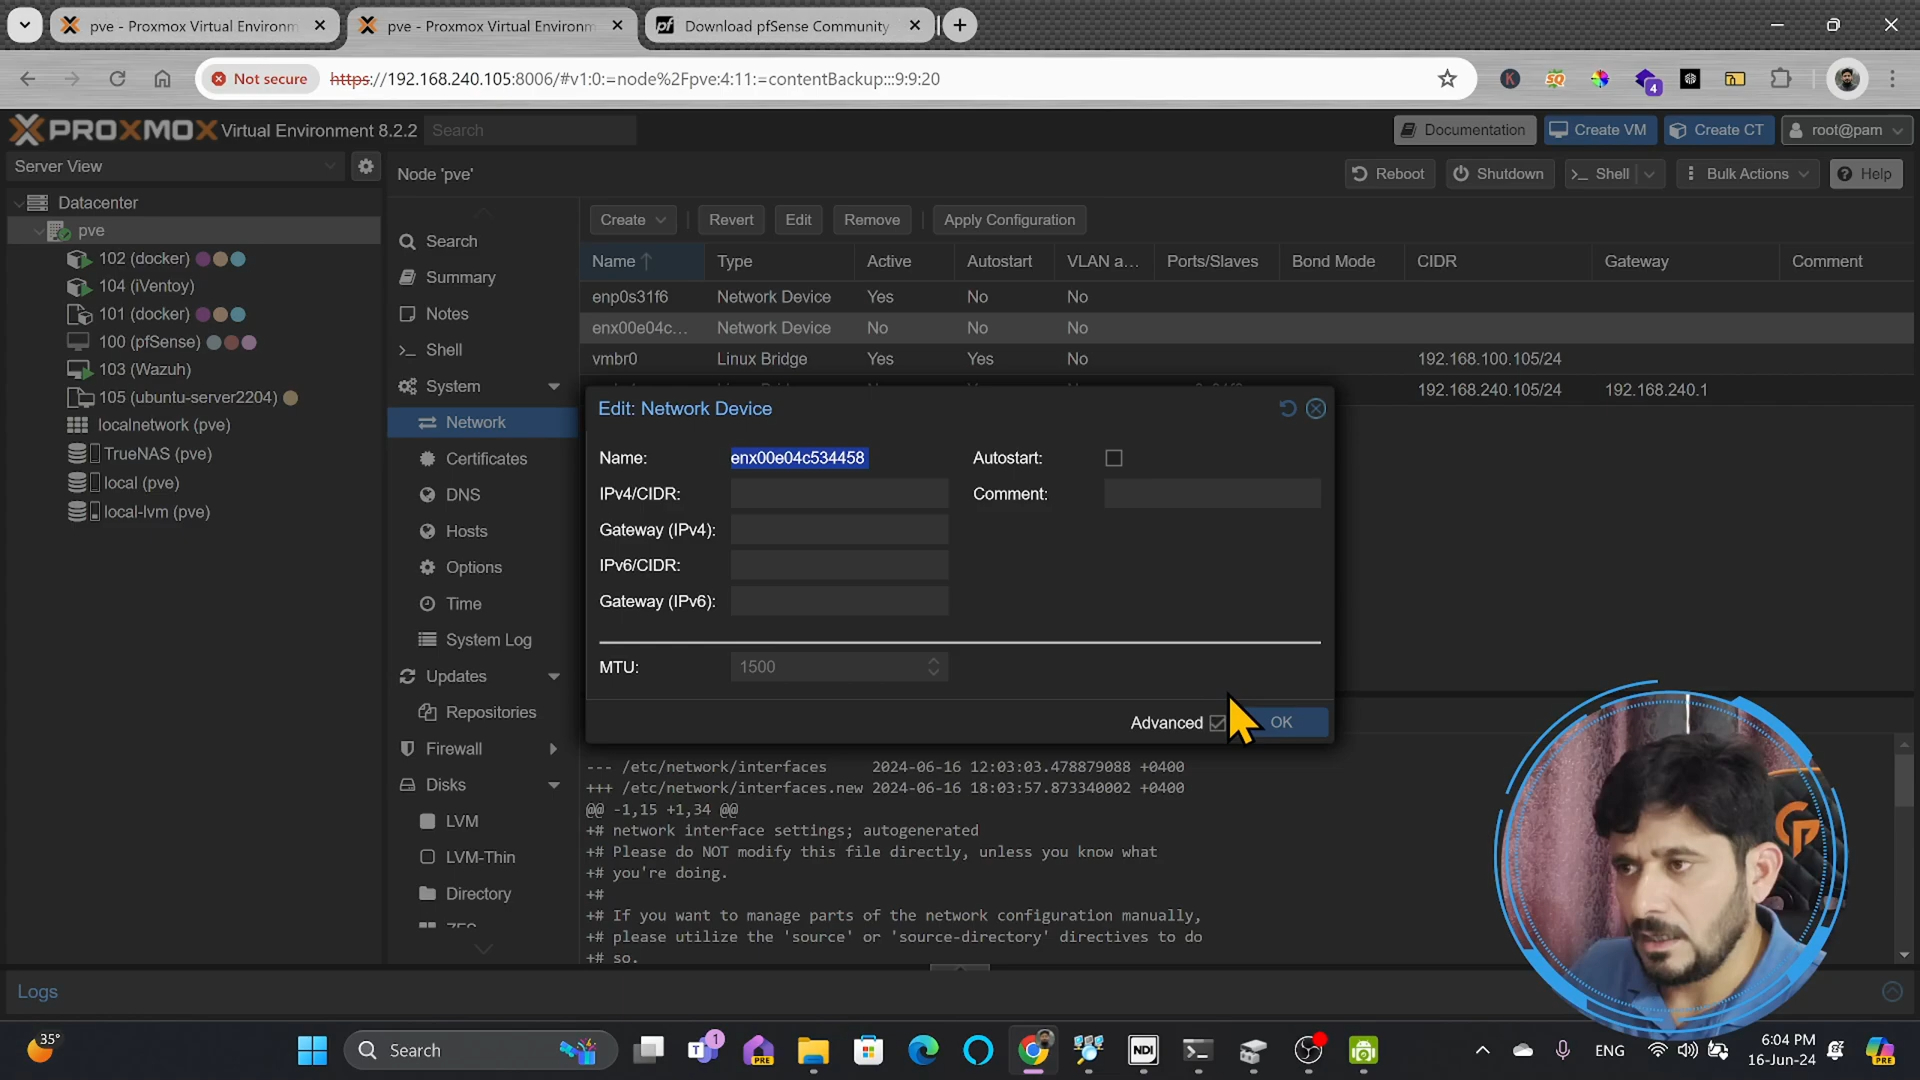 pve - Proxmox Virtual Environm
pve - Proxmox Virtual Environm
Download pfSense Community
Not secure
https://192.168.240.105:8006/#v1:0:=node%2Fpve:4:11:=contentBackup:::9:9:20
4
PROXMOX Virtual Environment 8.2.2
Search
Documentation
Create VM
Create CT
root@pam
Server View
Node 'pve'
Reboot
Shutdown
>_ Shell
Bulk Actions
Help
Datacenter
pve
102 (docker)
104 (iVentoy)
101 (docker)
100 (pfSense)
103 (Wazuh)
105 (ubuntu-server2204)
localnetwork (pve)
TrueNAS (pve)
local (pve)
local-lvm (pve)
Search
Summary
Notes
>_ Shell
System
Network
Certificates
DNS
Hosts
Options
Time
System Log
Updates
Repositories
Firewall
Disks
LVM
LVM-Thin
Directory
Create
Revert
Edit
Remove
Apply Configuration
Name ↑ Type Active Autostart VLAN a... Ports/Slaves Bond Mode CIDR Gateway Comment
enp0s31f6 Network Device Yes No No
enx00e04c... Network Device No No No
vmbr0 Linux Bridge Yes Yes No 192.168.100.105/24
192.168.240.105/24 192.168.240.1
Edit: Network Device
Name: enx00e04c534458
Autostart:
IPv4/CIDR:
Comment:
Gateway (IPv4):
IPv6/CIDR:
Gateway (IPv6):
MTU: 1500
Advanced
OK
--- /etc/network/interfaces 2024-06-16 12:03:03.478879088 +0400
+++ /etc/network/interfaces.new 2024-06-16 18:03:57.873340002 +0400
@@ -1,15 +1,34 @@
+# network interface settings; autogenerated
+# Please do NOT modify this file directly, unless you know what
+# you're doing.
+#
+# If you want to manage parts of the network configuration manually,
+# please utilize the 'source' or 'source-directory' directives to do
+# so.
Logs
35°
Search
1
PRE
NDI
ENG
6:04 PM
16-Jun-24
PRE